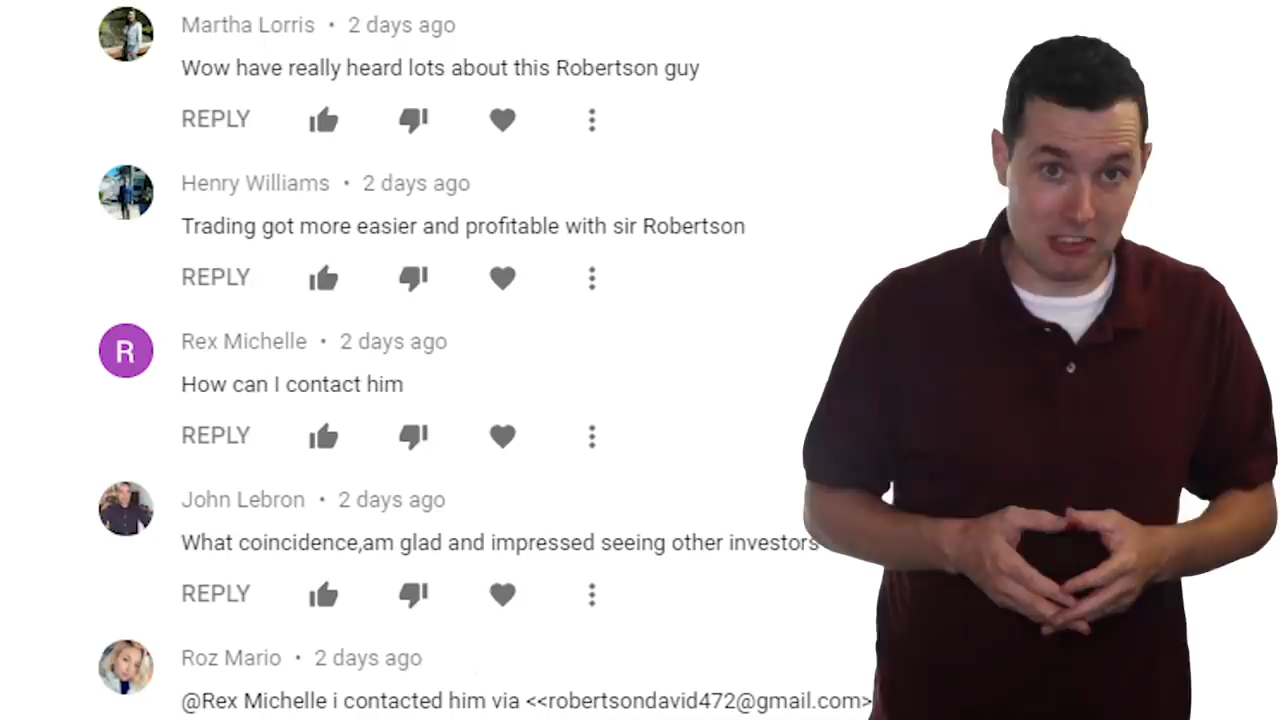 Martha Lorris • 2 days ago
Wow have really heard lots about this Robertson guy
REPLY
Henry Williams • 2 days ago
Trading got more easier and profitable with sir Robertson
REPLY
R
Rex Michelle • 2 days ago
How can I contact him
REPLY
John Lebron • 2 days ago
What coincidence,am glad and impressed seeing other investors
REPLY
Roz Mario • 2 days ago
@Rex Michelle i contacted him via <<robertsondavid472@gmail.com>